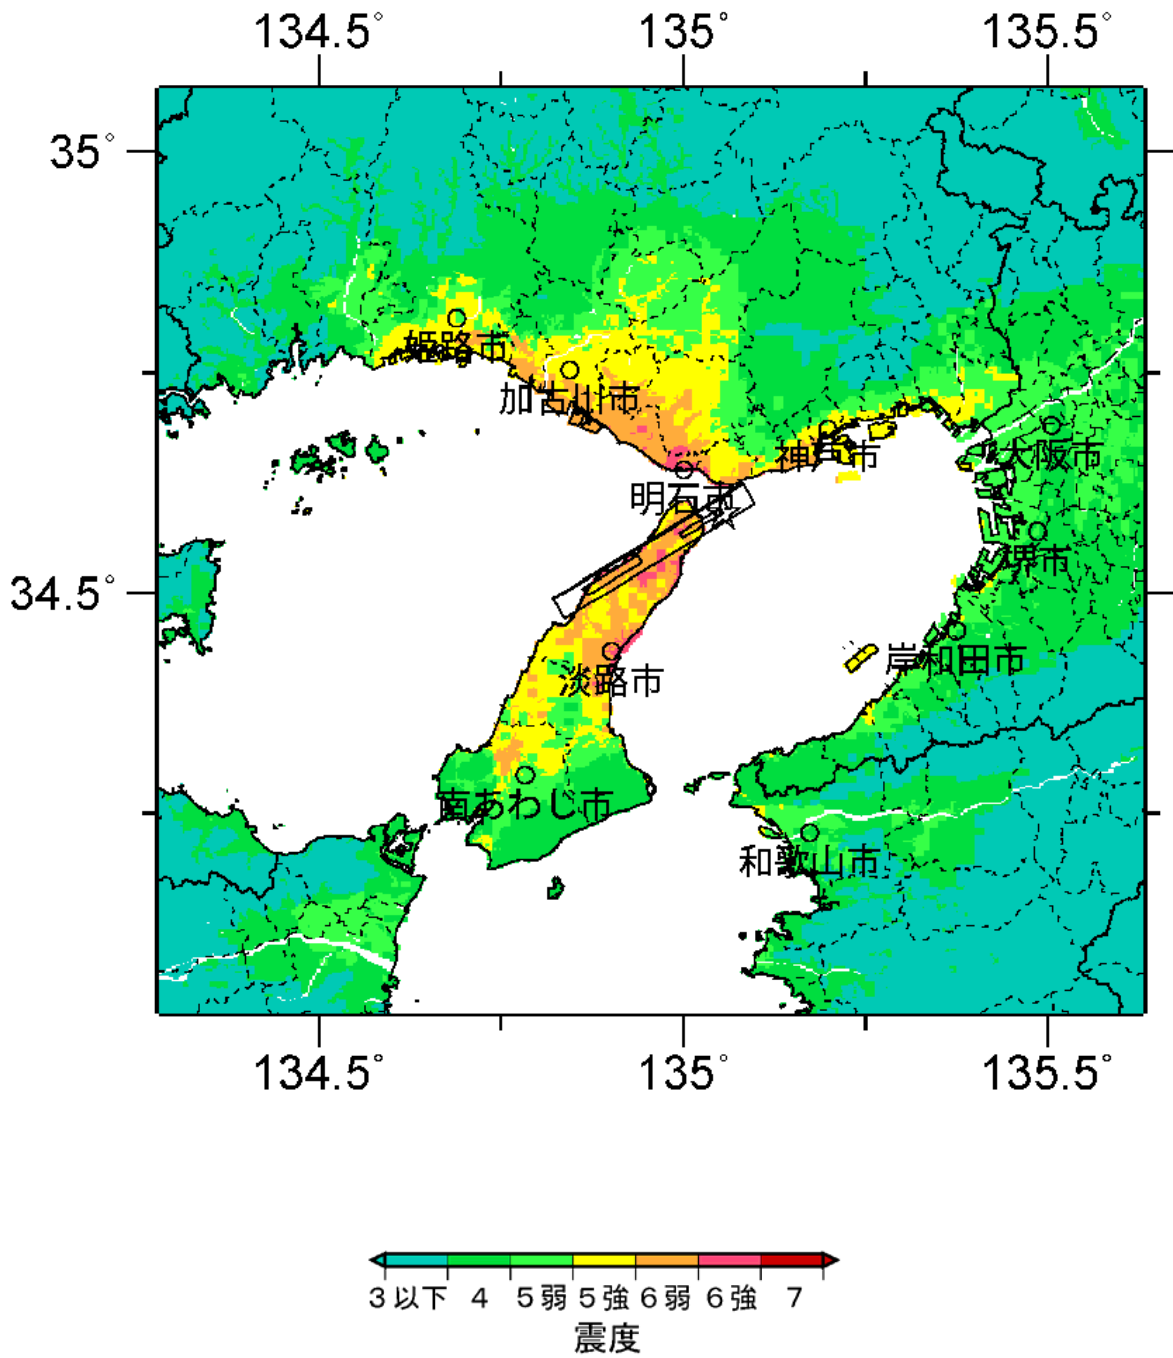 134.5° 135° 135.5°
35°
姫路市
加古川市
神戸市
大阪市
明石市
堺市
34.5°
岸和田市
淡路市
南あわじ市
和歌山市
134.5° 135° 135.5°
3以下 4 5弱 5強 6弱 6強 7
震度